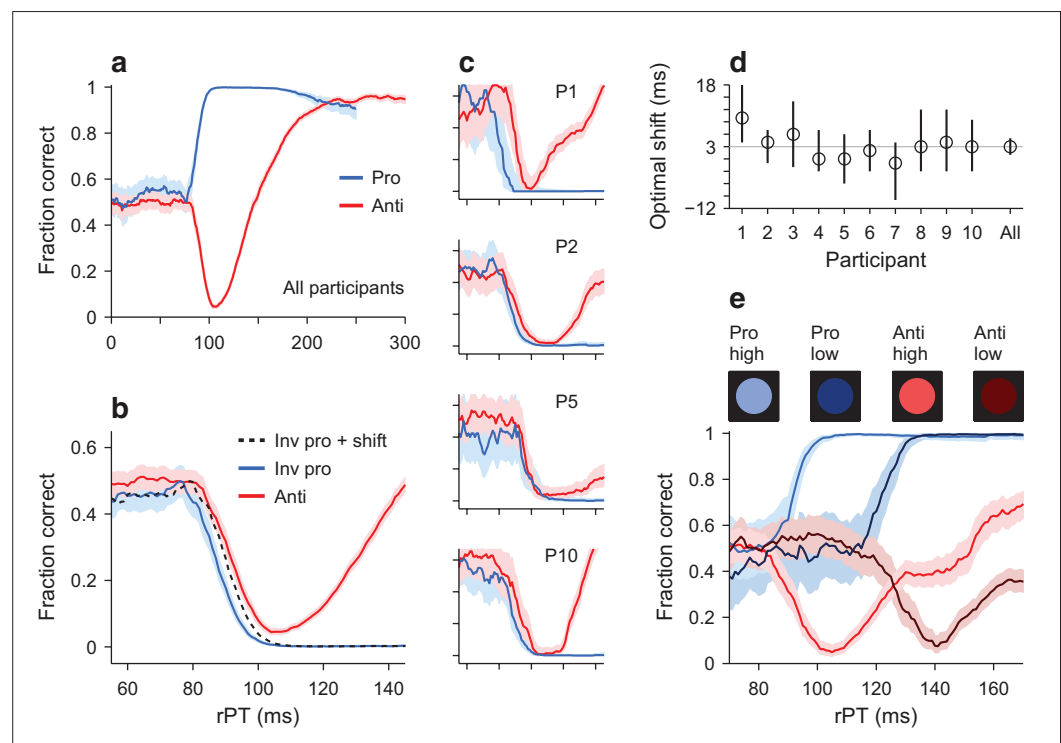 a
1
0.8
0.6
0.4
0.2
0
Fraction correct
Pro
Anti
All participants
0 100 200 300
b
0.6
0.4
0.2
0
Fraction correct
Inv pro + shift
Inv pro
Anti
60 80 100 120 140
rPT (ms)
c
P1
P2
P5
P10
d
18
3
−12
Optimal shift (ms)
1 2 3 4 5 6 7 8 9 10 All
Participant
e
Pro high
Pro low
Anti high
Anti low
1
0.8
0.6
0.4
0.2
0
Fraction correct
80 100 120 140 160
rPT (ms)